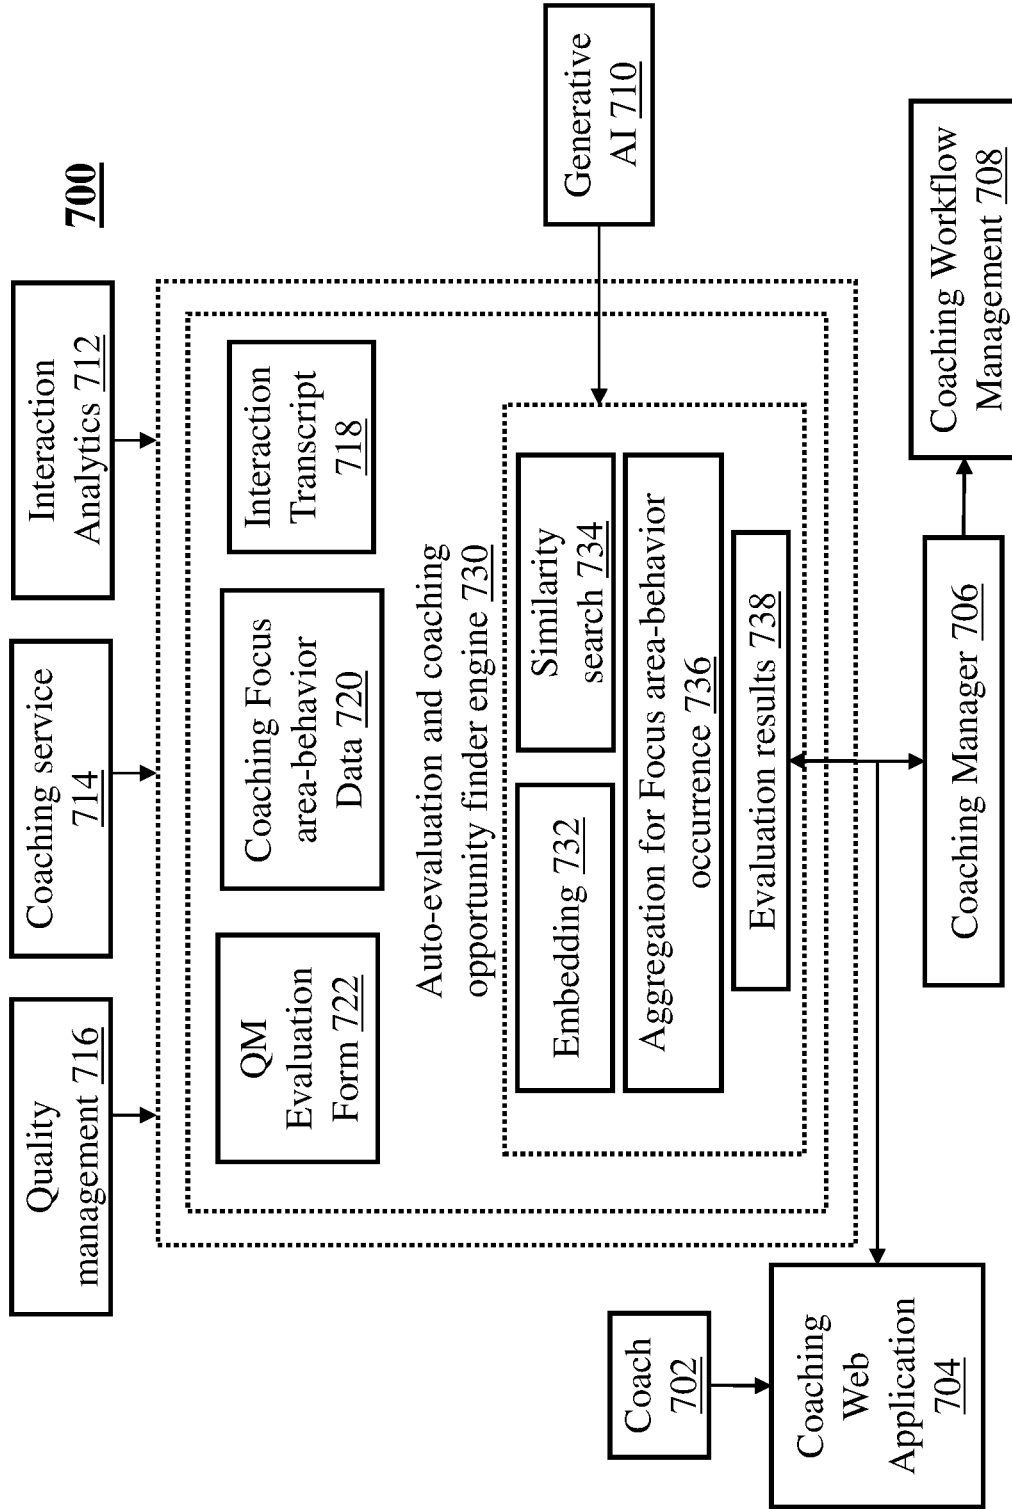 700
Quality
management 716
Coaching service
714
Interaction
Analytics 712
QM
Evaluation
Form 722
Coaching Focus
area-behavior
Data 720
Interaction
Transcript
718
Auto-evaluation and coaching
opportunity finder engine 730
Embedding 732
Similarity
search 734
Aggregation for Focus area-behavior
occurrence 736
Evaluation results 738
Generative
AI 710
Coach
702
Coaching
Web
Application
704
Coaching Manager 706
Coaching Workflow
Management 708